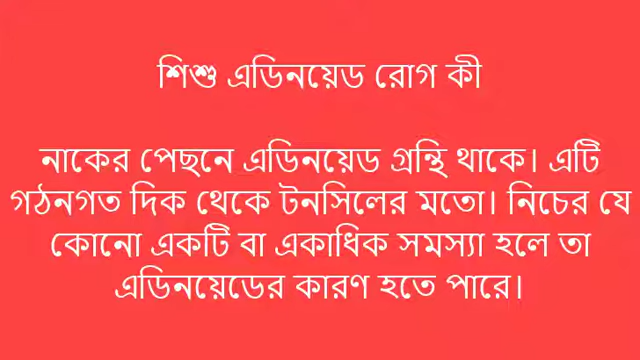 শিশু এডিনয়েড রোগ কী
নাকের পেছনে এডিনয়েড গ্রন্থি থাকে। এটি
গঠনগত দিক থেকে টনসিলের মতো। নিচের যে
কোনো একটি বা একাধিক সমস্যা হলে তা
এডিনয়েডের কারণ হতে পারে।